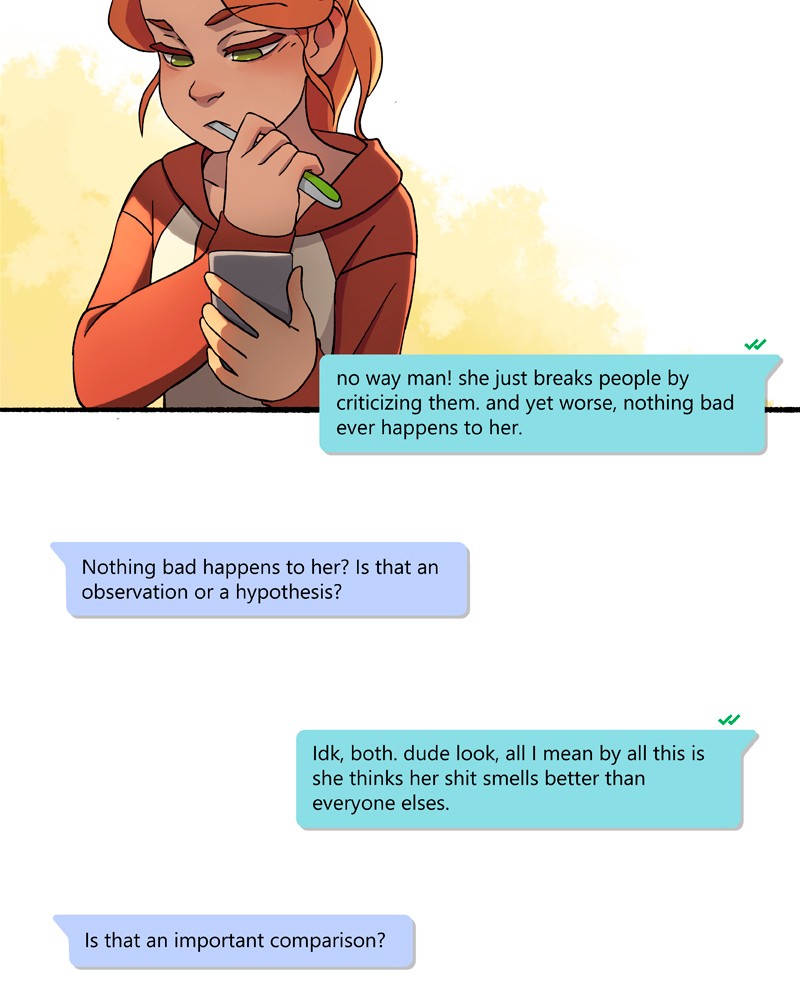 no way man! she just breaks people by
criticizing them. and yet worse, nothing bad
ever happens to her.
Nothing bad happens to her? Is that an
observation or a hypothesis?
Idk, both. dude look, all I mean by all this is
she thinks her shit smells better than
everyone elses.
Is that an important comparison?